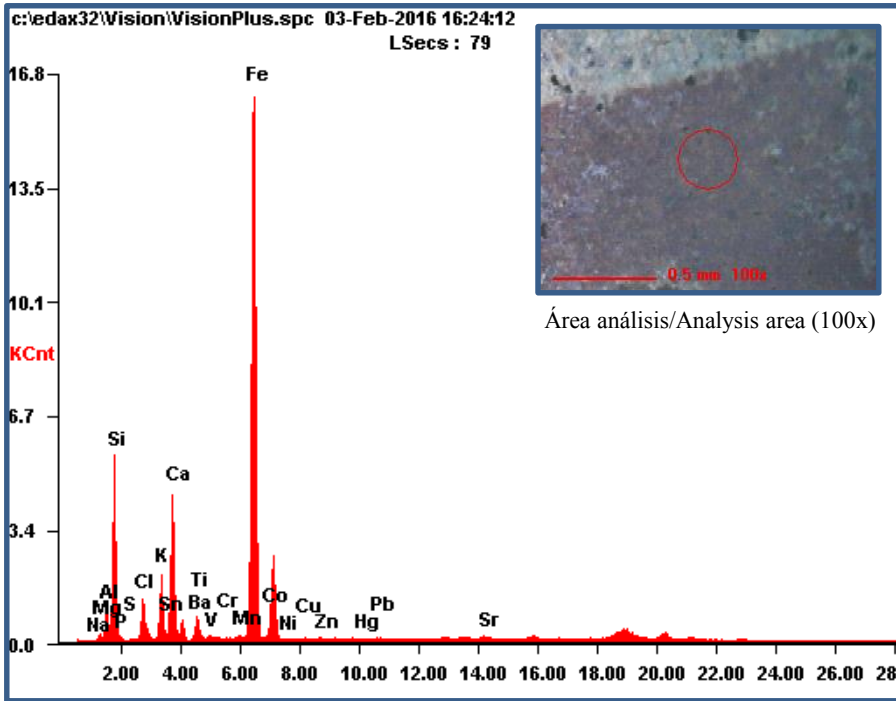 c:\edax32\Vision\VisionPlus.spc 03-Feb-2016 16:24:12
LSecs : 79
16.8
13.5
10.1
KCnt
6.7
3.4
0.0
Fe
Si
Ca
K
Cl
Al
Mg
Na
P
S
Sn
Ti
Ba
V
Cr
Mn
Co
Ni
Cu
Zn
Hg
Pb
Sr
0.5 mm 100x
Área análisis/Analysis area (100x)
2.00 4.00 6.00 8.00 10.00 12.00 14.00 16.00 18.00 20.00 22.00 24.00 26.00 28